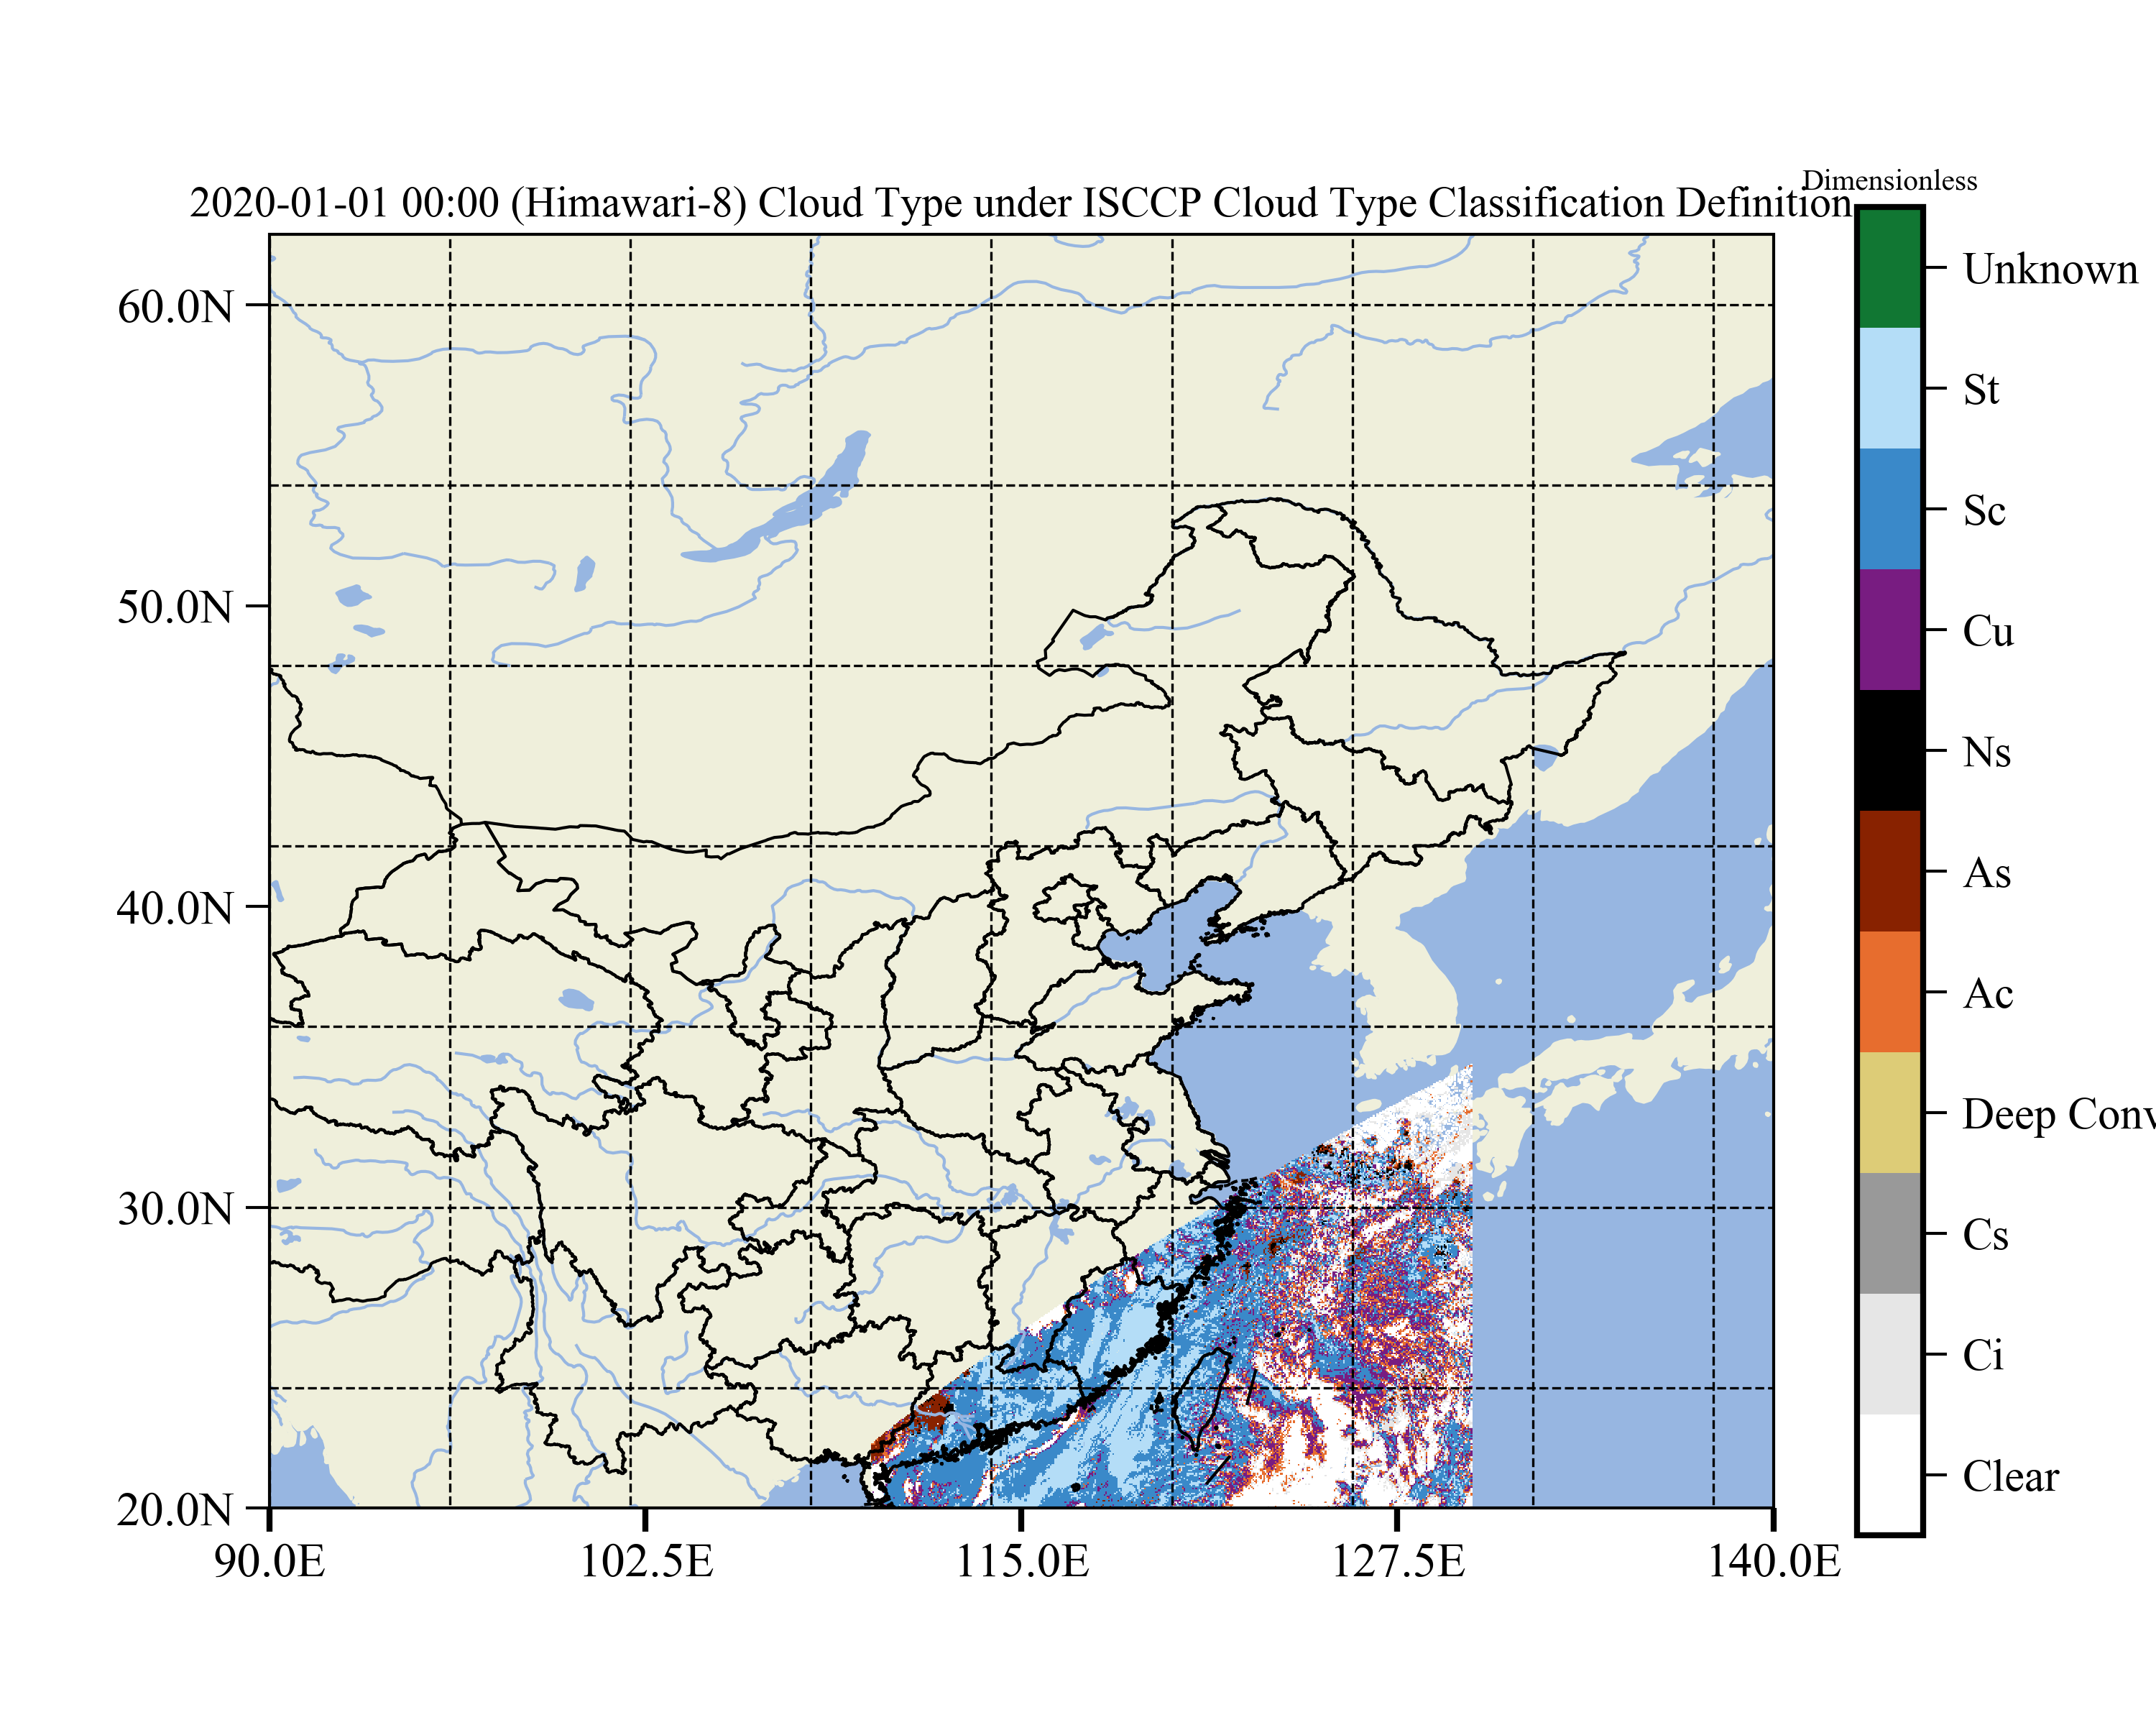 Dimensionless
2020-01-01 00:00 (Himawari-8) Cloud Type under ISCCP Cloud Type Classification Definition
60.0N
50.0N
40.0N
30.0N
20.0N
90.0E
102.5E
115.0E
127.5E
140.0E
Unknown
St
Sc
Cu
Ns
As
Ac
Deep Conv
Cs
Ci
Clear